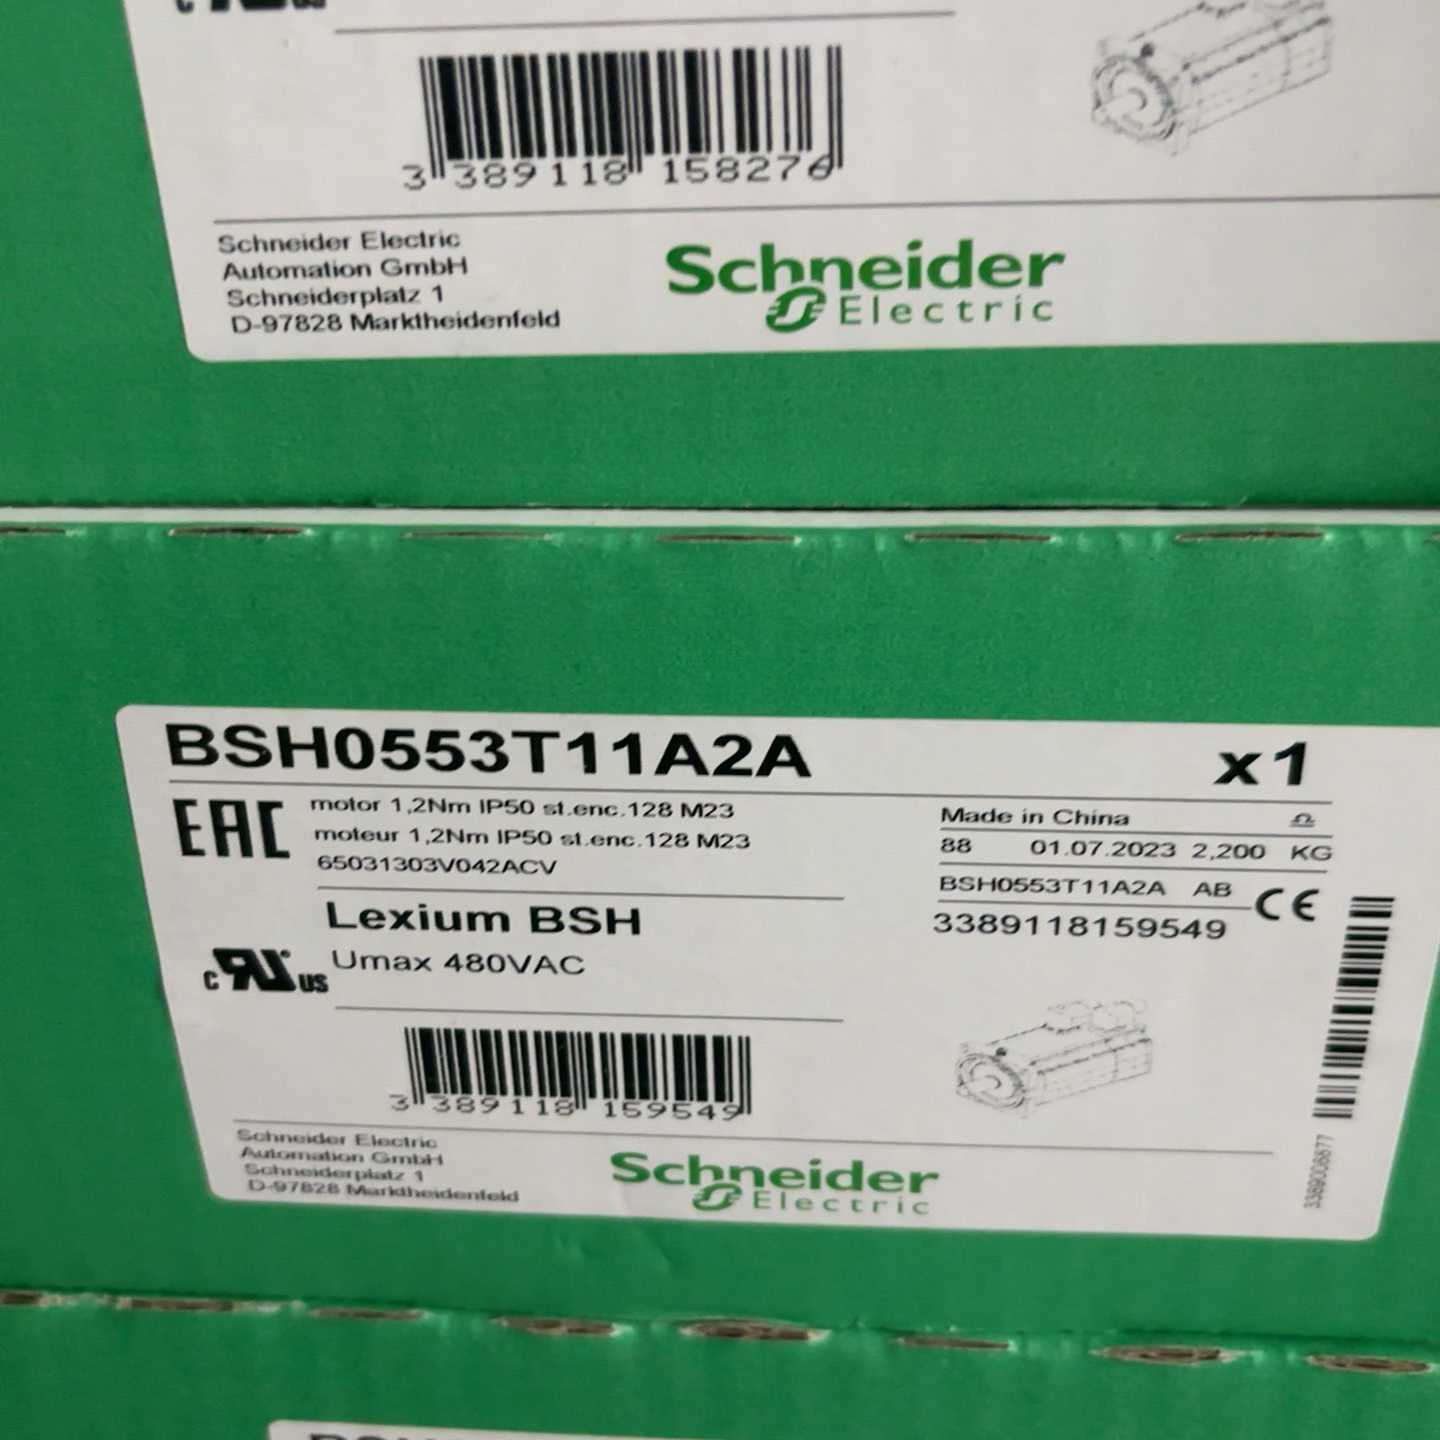 3 389118 158276
Schneider Electric
Automation GmbH
Schneiderplatz 1
D-97828 Marktheidenfeld
Schneider
Electric
BSH0553T11A2A x1
EAC
motor 1,2Nm IP50 st.enc.128 M23
moteur 1,2Nm IP50 st.enc.128 M23
65031303V042ACV
Made in China
88 01.07.2023 2,200 KG
BSH0553T11A2A AB
CE
3389118159549
Lexium BSH
Umax 480VAC
c US
3 389118 159549
3389006877
Schneider Electric
Automation GmbH
Schneiderplatz 1
D-97828 Marktheidenfeld
Schneider
Electric